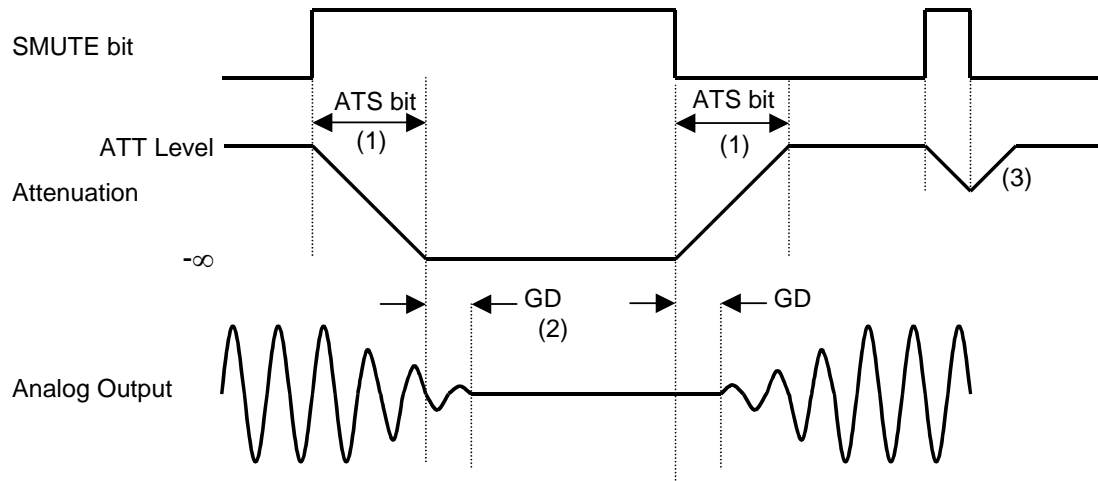 SMUTE bit
ATS bit
(1)
ATS bit
(1)
ATT Level
Attenuation
(3)
-∞
GD
(2)
GD
Analog Output